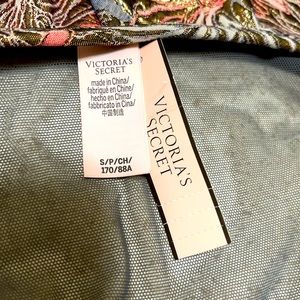 VICTORIA'S
SECRET
made in China/
fabriqué en Chine/
hecho en China/
fabbricato in Cina/
中国制造
S/P/CH/
170/88A
VICTORIA'S
SECRET